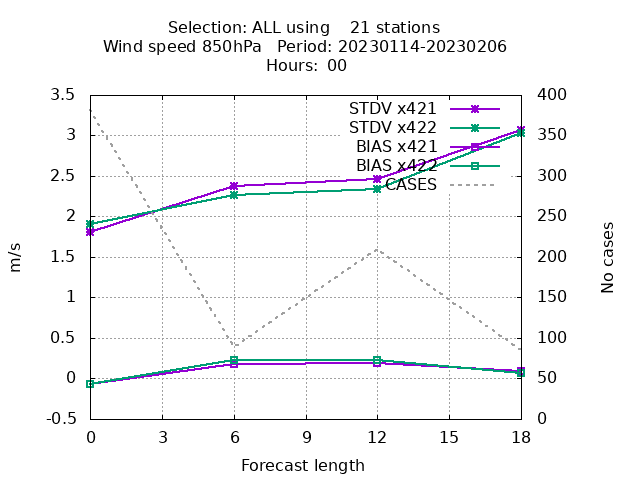 Selection: ALL using    21 stations
Wind speed 850hPa   Period: 20230114-20230206
Hours: 00
STDV x421
STDV x422
BIAS x421
BIAS x422
CASES
3.5
3
2.5
2
1.5
1
0.5
0
-0.5
m/s
400
350
300
250
200
150
100
50
0
No cases
0 3 6 9 12 15 18
Forecast length